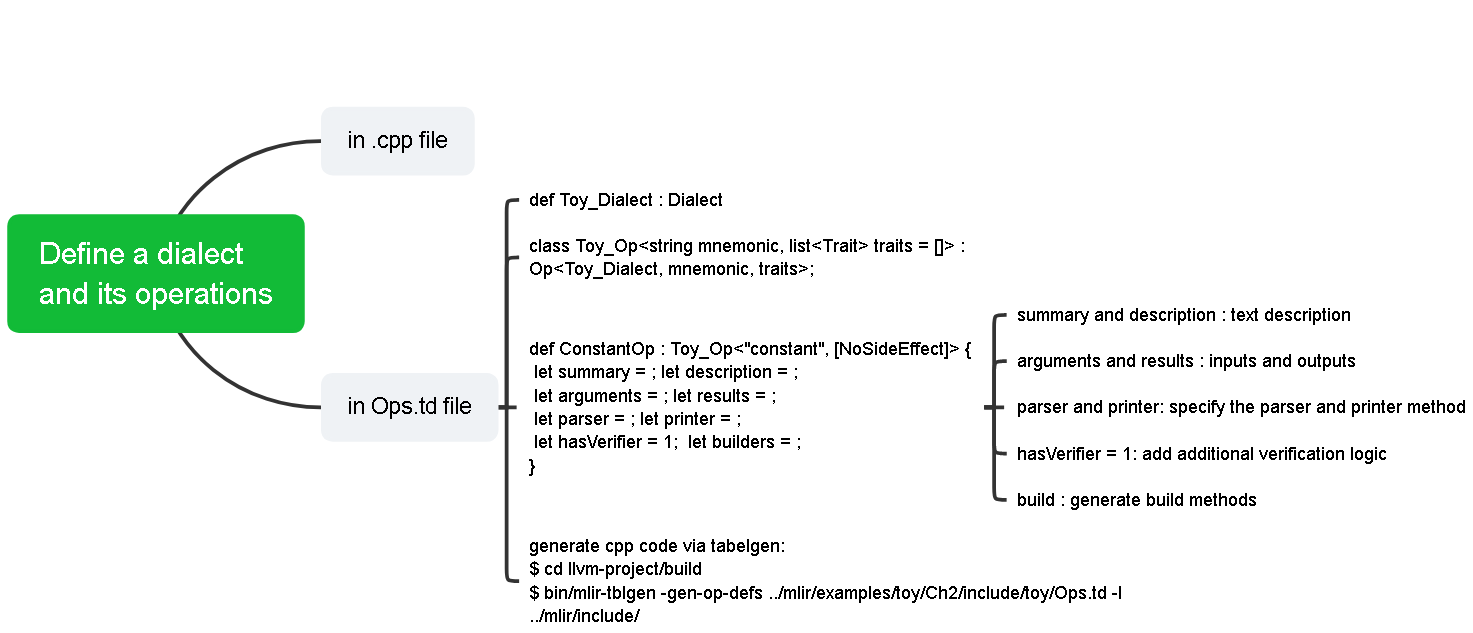 Define a dialect
and its operations
in .cpp file
in Ops.td file
def Toy_Dialect : Dialect
class Toy_Op<string mnemonic, list<Trait> traits = []> :
Op<Toy_Dialect, mnemonic, traits>;
def ConstantOp : Toy_Op<"constant", [NoSideEffect]> {
let summary = ; let description = ;
let arguments = ; let results = ;
let parser = ; let printer = ;
let hasVerifier = 1;  let builders = ;
}
summary and description : text description
arguments and results : inputs and outputs
parser and printer: specify the parser and printer method
hasVerifier = 1: add additional verification logic
build : generate build methods
generate cpp code via tabelgen:
$ cd llvm-project/build
$ bin/mlir-tblgen -gen-op-defs ../mlir/examples/toy/Ch2/include/toy/Ops.td -I
../mlir/include/